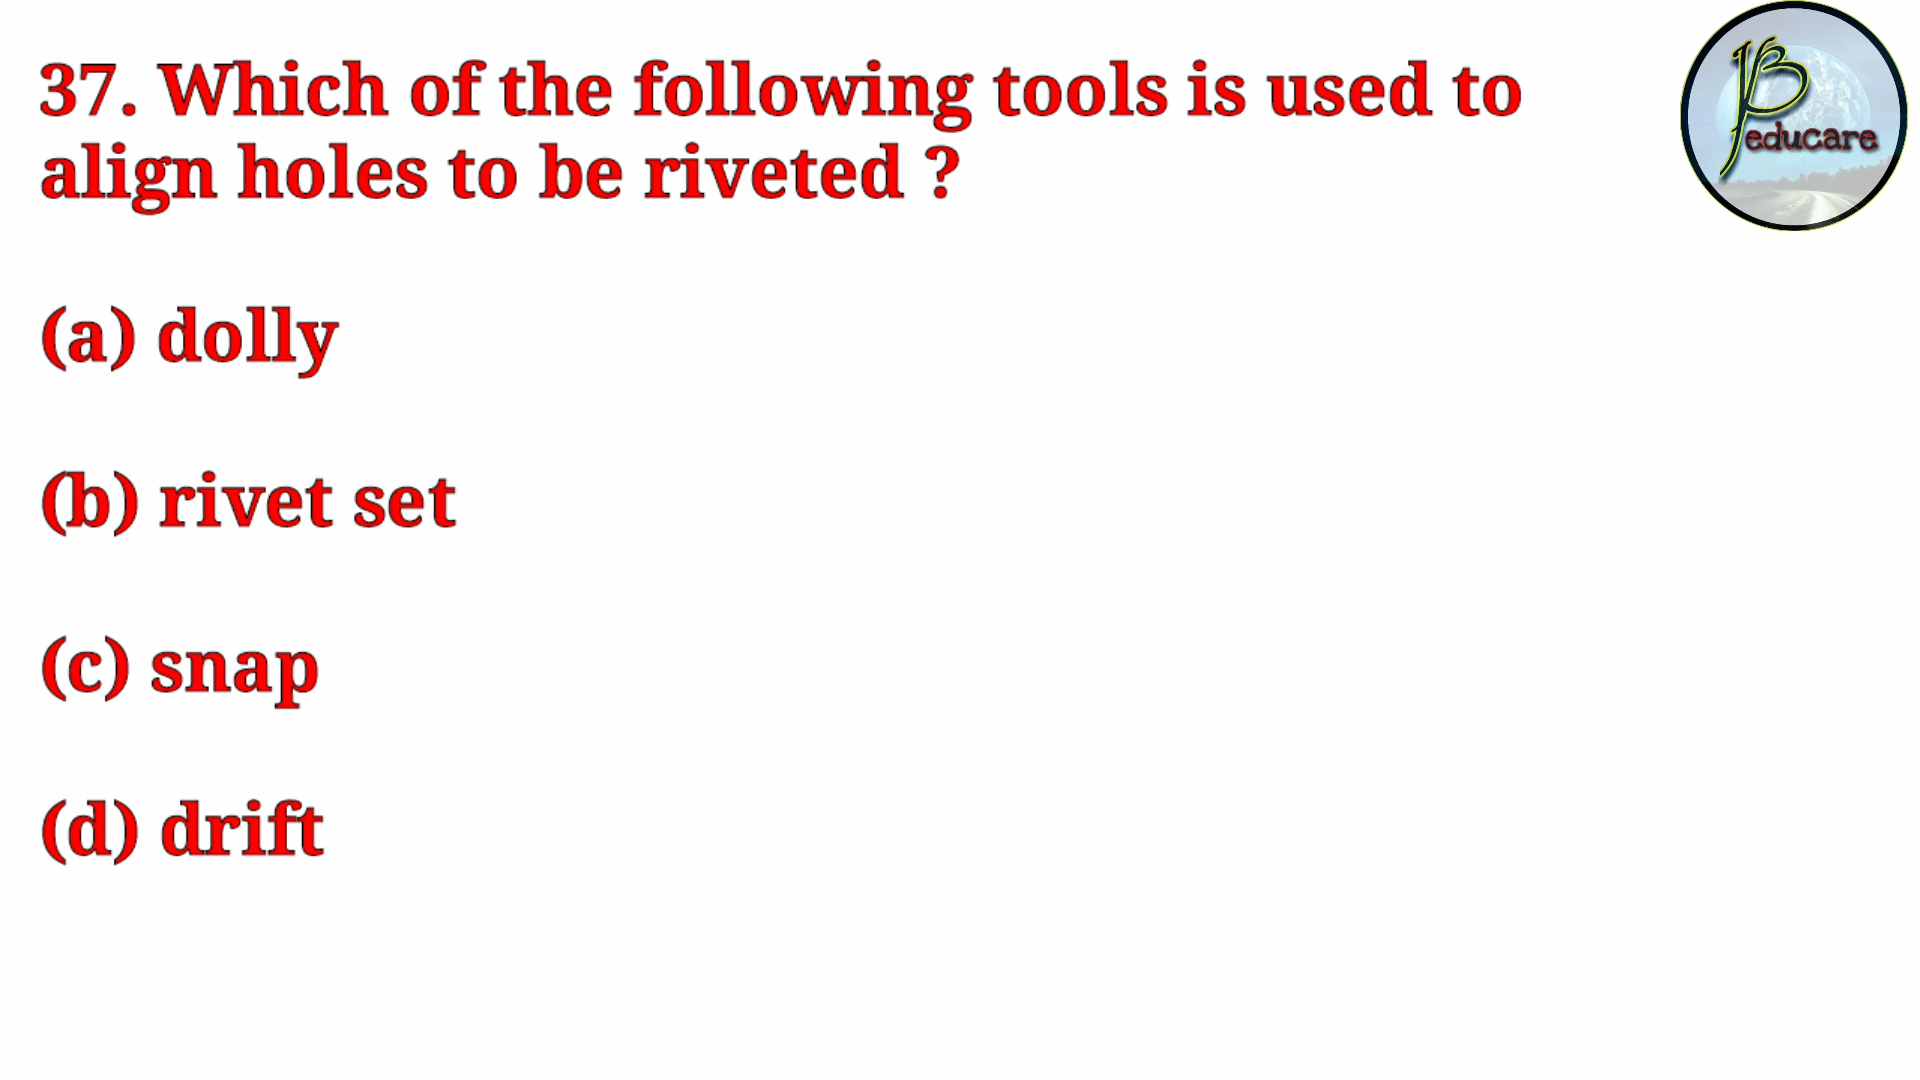 37. Which of the following tools is used to
align holes to be riveted ?
(a) dolly
(b) rivet set
(c) snap
(d) drift
educare